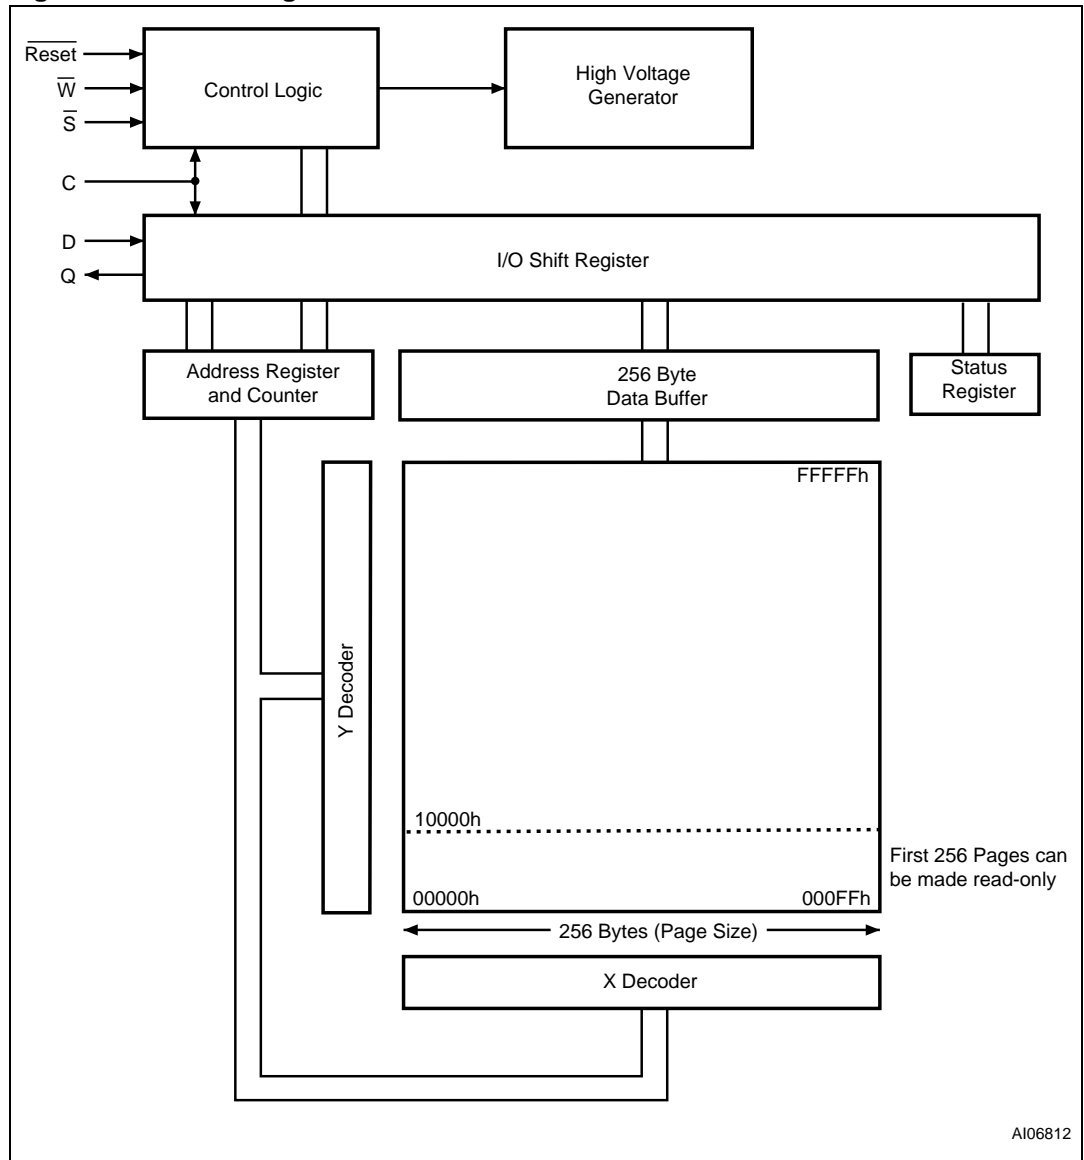 Reset
W
S
C
D
Q
Control Logic
High Voltage
Generator
I/O Shift Register
Address Register
and Counter
256 Byte
Data Buffer
Status
Register
FFFFFh
Y Decoder
10000h
First 256 Pages can
be made read-only
00000h
000FFh
256 Bytes (Page Size)
X Decoder
AI06812